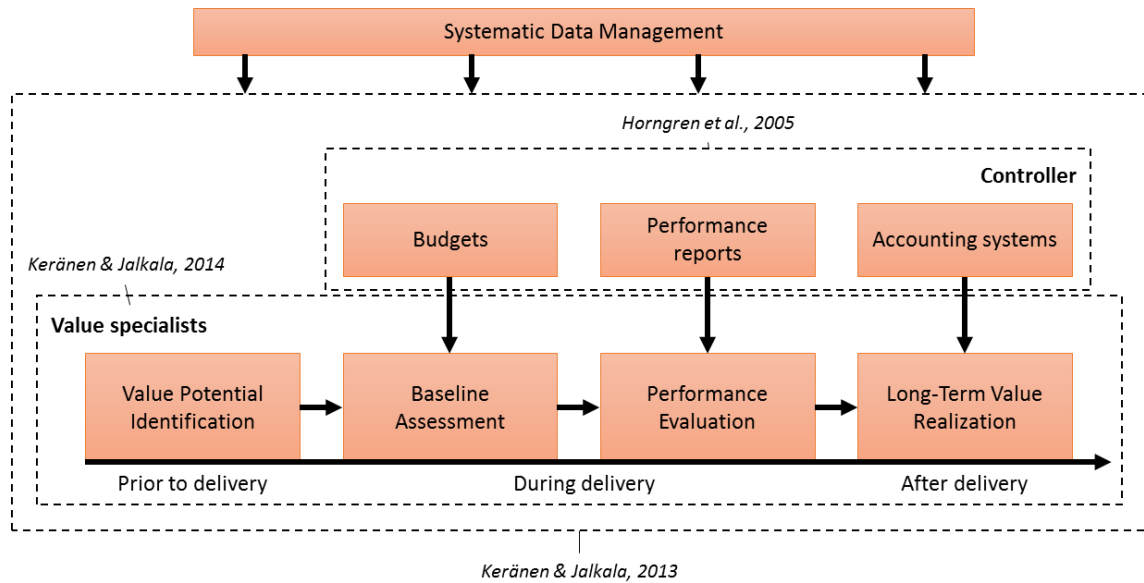 Systematic Data Management
Horngren et al., 2005
Controller
Budgets
Performance
reports
Accounting systems
Keränen & Jalkala, 2014
Value specialists
Value Potential
Identification
Baseline
Assessment
Performance
Evaluation
Long-Term Value
Realization
Prior to delivery
During delivery
After delivery
Keränen & Jalkala, 2013